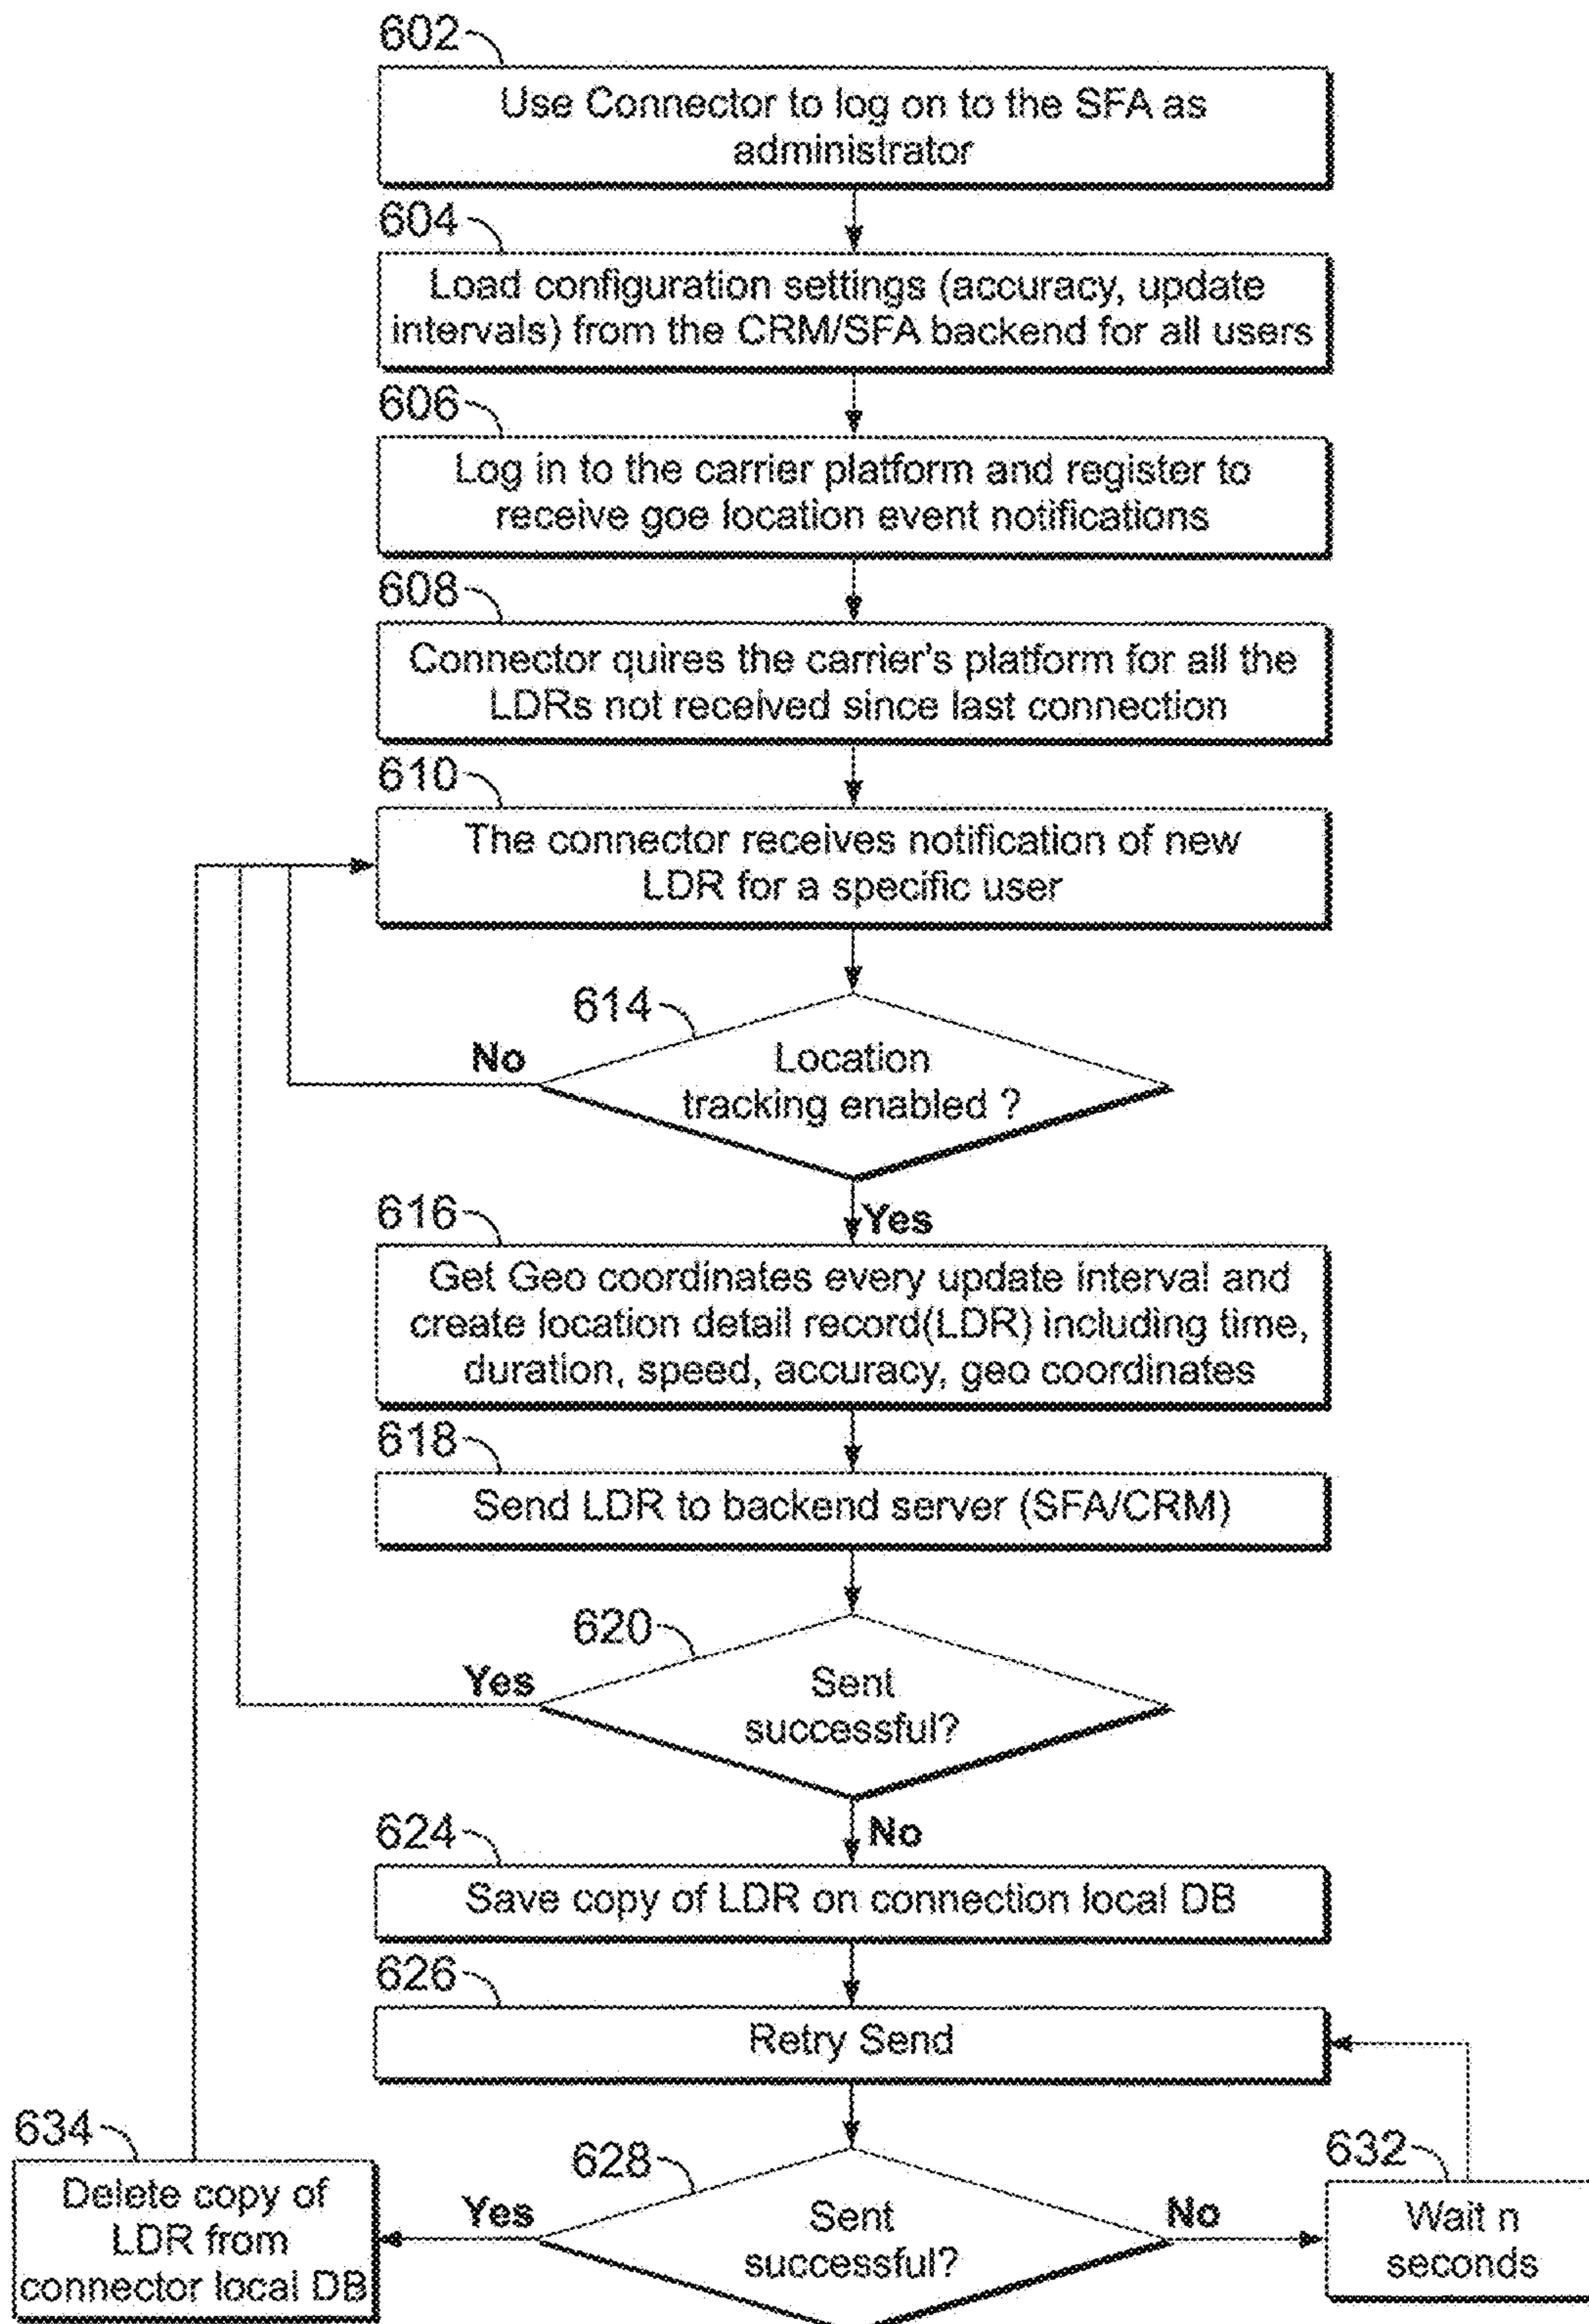 602
Use Connector to log on to the SFA as
administrator
604
Load configuration settings (accuracy, update
intervals) from the CRM/SFA backend for all users
606
Log in to the carrier platform and register to
receive goe location event notifications
608
Connector quires the carrier's platform for all the
LDRs not received since last connection
610
The connector receives notification of new
LDR for a specific user
614
No
Location
tracking enabled ?
Yes
616
Get Geo coordinates every update interval and
create location detail record(LDR) including time,
duration, speed, accuracy, geo coordinates
618
Send LDR to backend server (SFA/CRM)
620
Yes
Sent
successful?
No
624
Save copy of LDR on connection local DB
626
Retry Send
634
Delete copy of
LDR from
connector local DB
628
Yes
Sent
successful?
No
632
Wait n
seconds